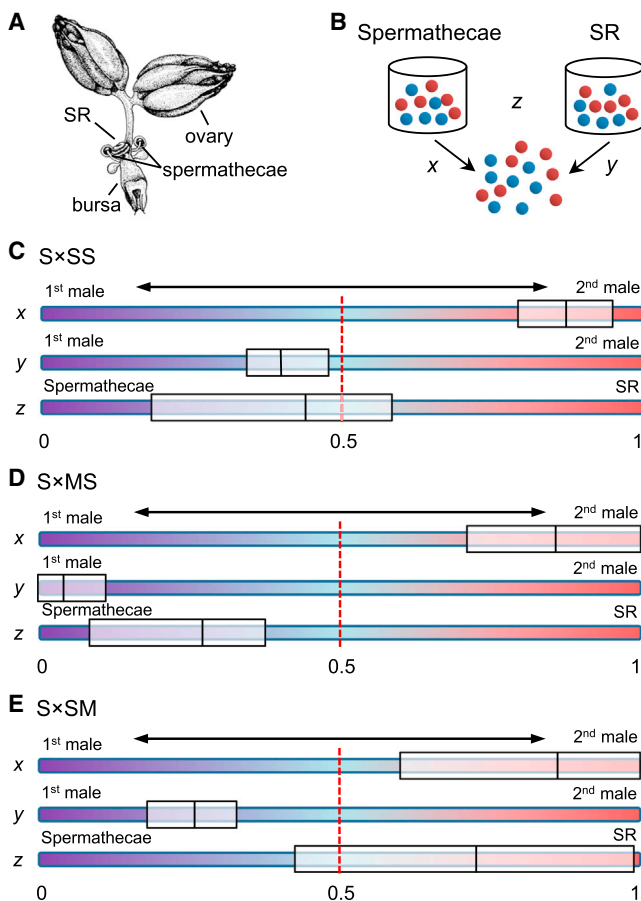 A
SR
ovary
spermathecae
bursa
B
Spermathecae SR
z
x y
C
S×SS
1st male 2nd male
x
1st male 2nd male
y
Spermathecae SR
z
0 0.5 1
D
S×MS
1st male 2nd male
x
1st male 2nd male
y
Spermathecae SR
z
0 0.5 1
E
S×SM
1st male 2nd male
x
1st male 2nd male
y
Spermathecae SR
z
0 0.5 1